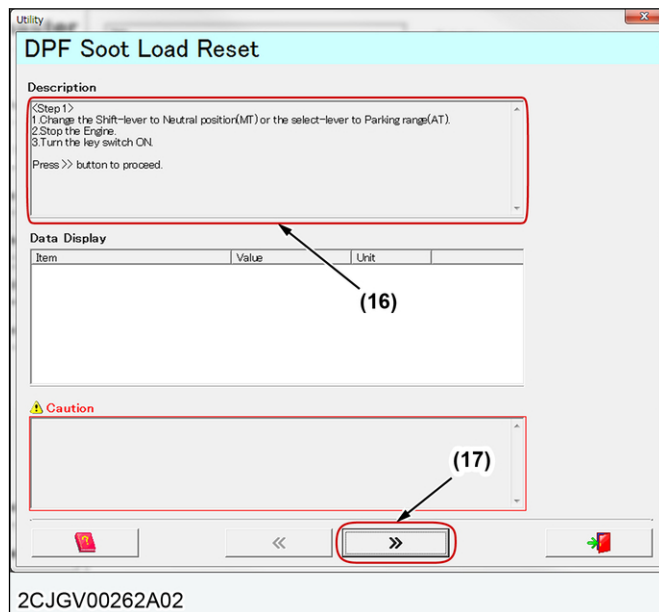 Utility
DPF Soot Load Reset
Description
<Step1>
1.Change the Shift-lever to Neutral position(MT) or the select-lever to Parking range(AT).
2.Stop the Engine.
3.Turn the key switch ON.
Press >> button to proceed.
Data Display
Item Value Unit
(16)
Caution
(17)
<< >>
2CJGV00262A02